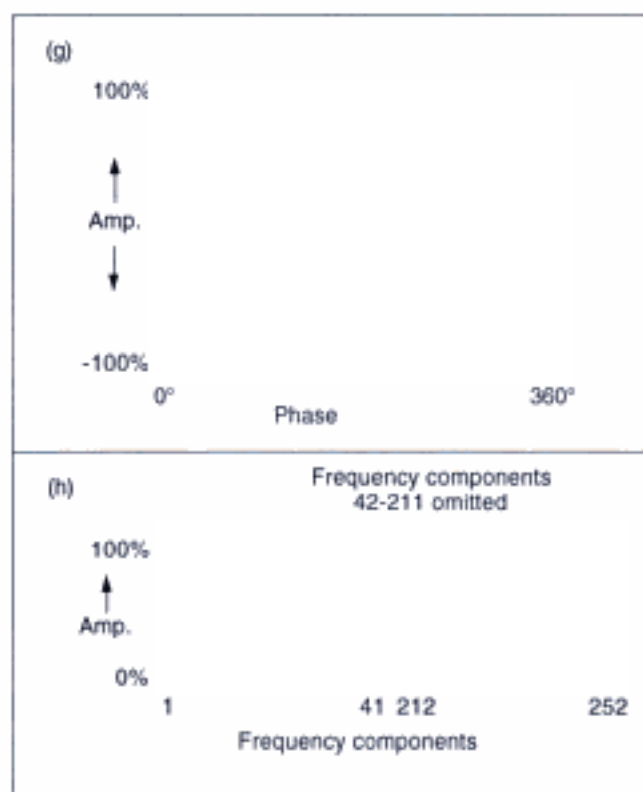 (g)
100%
Amp.
-100%
0° 360°
Phase
(h)
Frequency components
42-211 omitted
100%
Amp.
0%
1 41 212 252
Frequency components